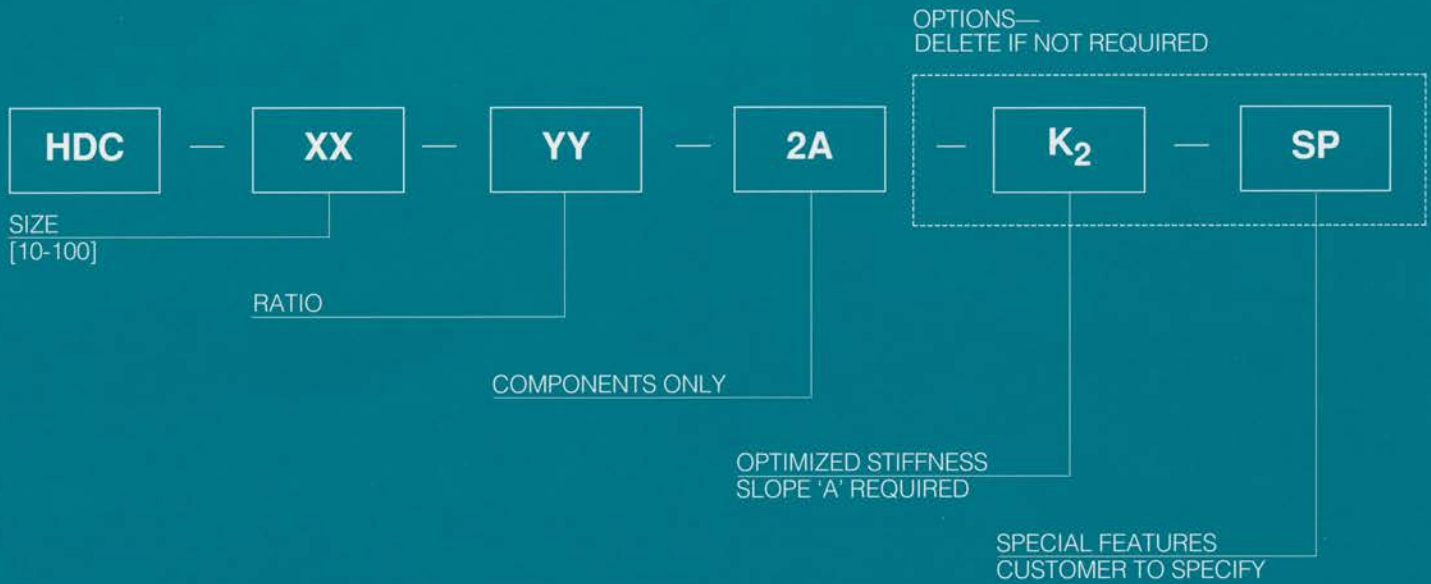 OPTIONS—
DELETE IF NOT REQUIRED
HDC — XX — YY — 2A — K₂ — SP
SIZE
[10-100]
RATIO
COMPONENTS ONLY
OPTIMIZED STIFFNESS
SLOPE ‘A’ REQUIRED
SPECIAL FEATURES
CUSTOMER TO SPECIFY